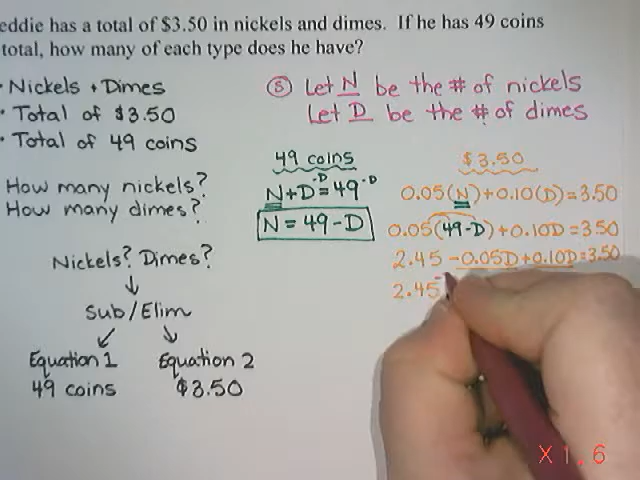 eddie has a total of $3.50 in nickels and dimes. If he has 49 coins
total, how many of each type does he have?
· Nickels + Dimes
· Total of $3.50
· Total of 49 coins
How many nickels?
How many dimes?
Nickels? Dimes?
↓
Sub/Elim
↙ ↘
Equation 1 Equation 2
49 coins $3.50
Ⓢ Let N be the # of nickels
Let D be the # of dimes
49 coins
-D -D
N+D=49
N = 49-D
$3.50
0.05(N)+0.10(D)=3.50
0.05(49-D)+0.10D=3.50
2.45 -0.05D+0.10D=3.50
2.45
X1.6